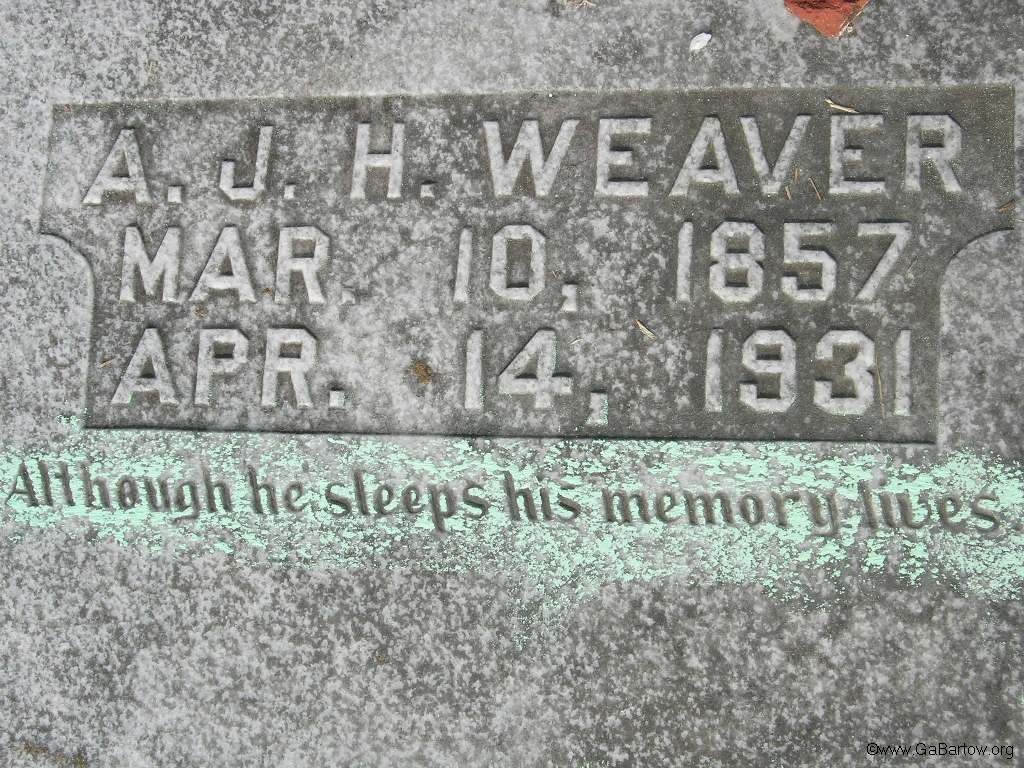 A. J. H. WEAVER
MAR. 10, 1857
APR. 14, 1931
Although he sleeps his memory lives
©www.GaBartow.org